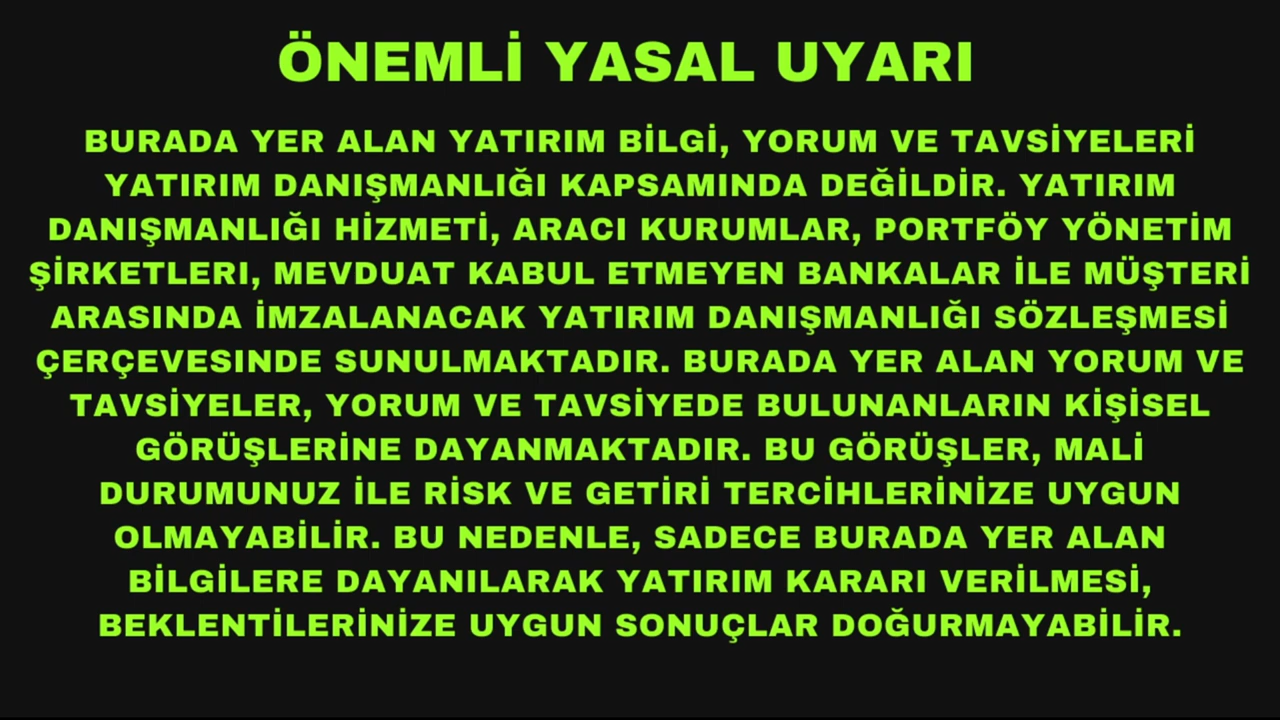 ÖNEMLİ YASAL UYARI
BURADA YER ALAN YATIRIM BİLGİ, YORUM VE TAVSİYELERİ
YATIRIM DANIŞMANLIĞI KAPSAMINDA DEĞİLDİR. YATIRIM
DANIŞMANLIĞI HİZMETİ, ARACI KURUMLAR, PORTFÖY YÖNETİM
ŞİRKETLERI, MEVDUAT KABUL ETMEYEN BANKALAR İLE MÜŞTERİ
ARASINDA İMZALANACAK YATIRIM DANIŞMANLIĞI SÖZLEŞMESİ
ÇERÇEVESINDE SUNULMAKTADIR. BURADA YER ALAN YORUM VE
TAVSİYELER, YORUM VE TAVSİYEDE BULUNANLARIN KİŞİSEL
GÖRÜŞLERİNE DAYANMAKTADIR. BU GÖRÜŞLER, MALİ
DURUMUNUZ İLE RİSK VE GETİRİ TERCİHLERİNİZE UYGUN
OLMAYABİLİR. BU NEDENLE, SADECE BURADA YER ALAN
BİLGİLERE DAYANILARAK YATIRIM KARARI VERİLMESİ,
BEKLENTİLERİNİZE UYGUN SONUÇLAR DOĞURMAYABİLİR.